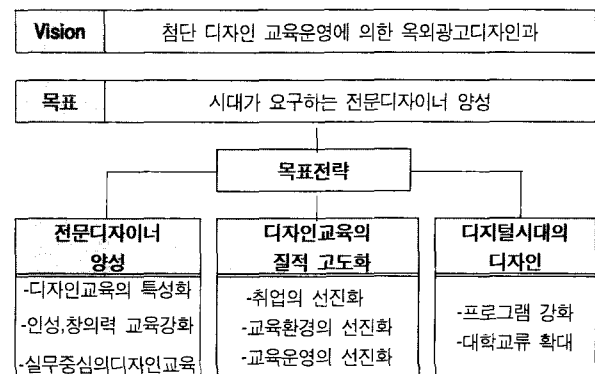 Vision 첨단 디자인 교육운영에 의한 옥외광고디자인과
목표 시대가 요구하는 전문디자이너 양성
목표전략
전문디자이너
양성
-디자인교육의 특성화
-인성,창의력 교육강화
-실무중심의디자인교육
디자인교육의
질적 고도화
-취업의 선진화
-교육환경의 선진화
-교육운영의 선진화
디지털시대의
디자인
-프로그램 강화
-대학교류 확대